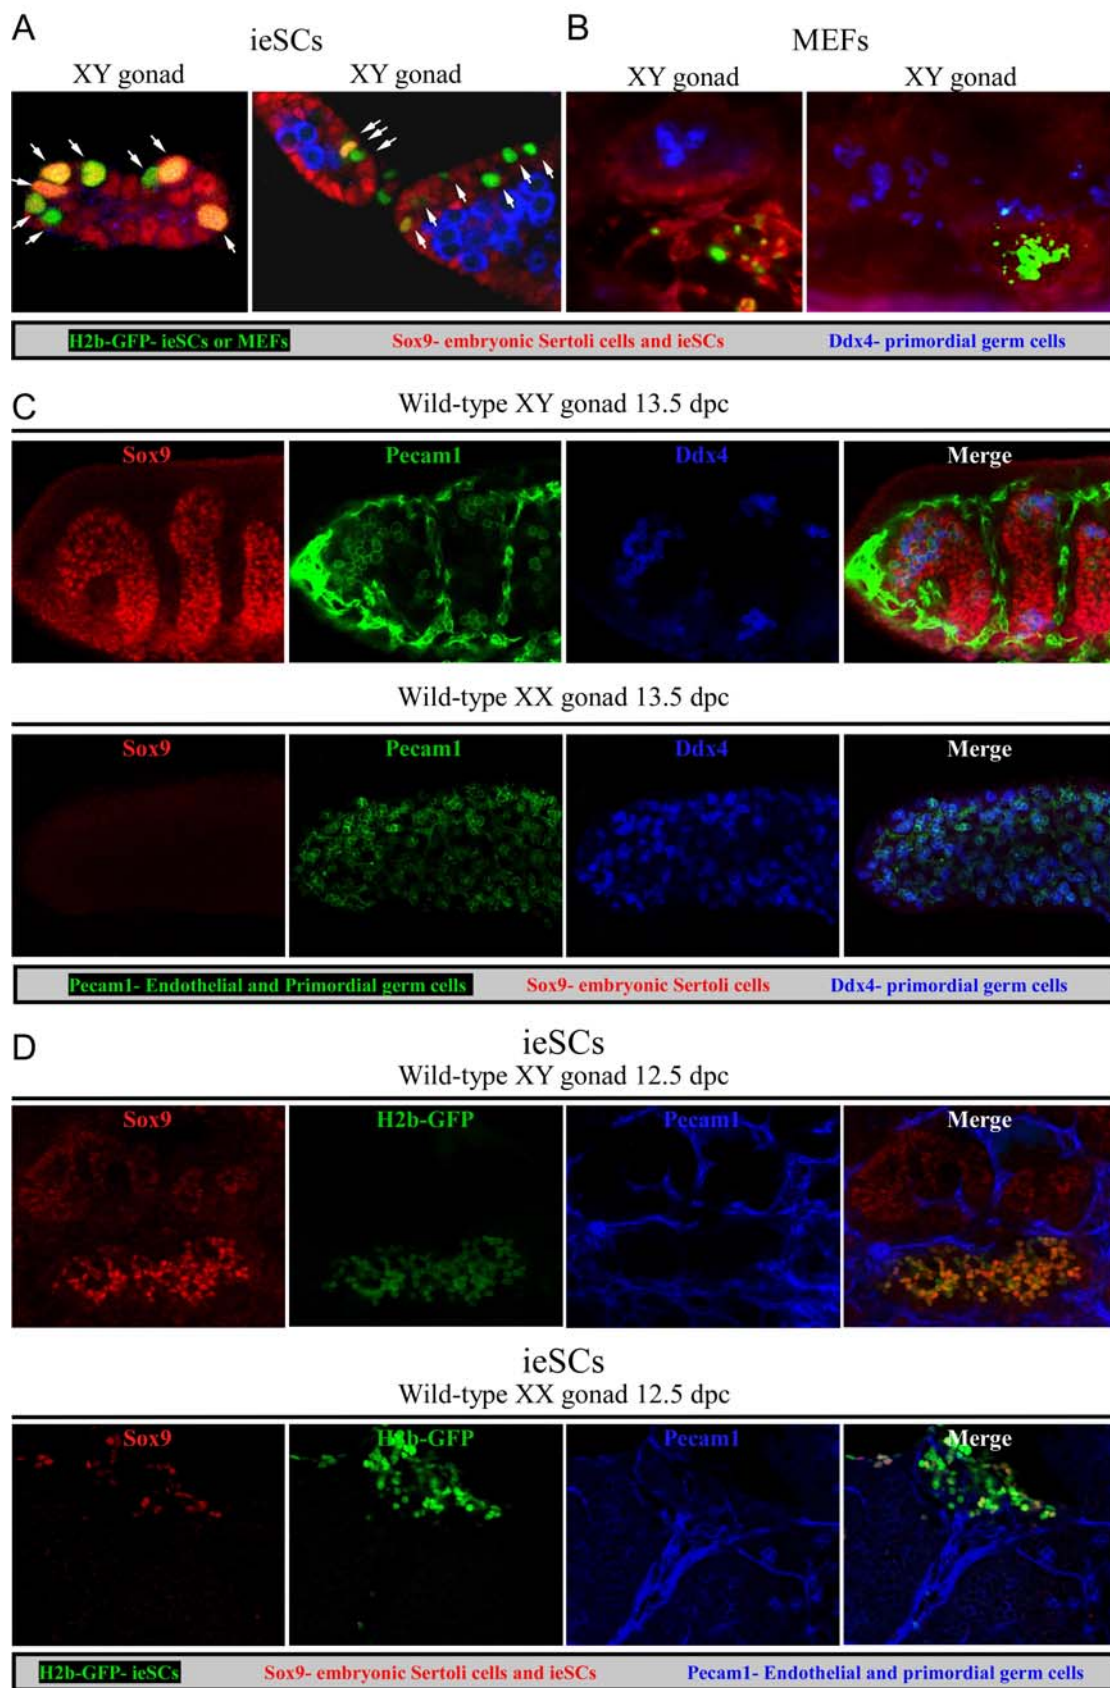 A
ieSCs
B
MEFs
XY gonad
XY gonad
XY gonad
XY gonad
H2b-GFP- ieSCs or MEFs
Sox9- embryonic Sertoli cells and ieSCs
Ddx4- primordial germ cells
C
Wild-type XY gonad 13.5 dpc
Sox9
Pecam1
Ddx4
Merge
Wild-type XX gonad 13.5 dpc
Sox9
Pecam1
Ddx4
Merge
Pecam1- Endothelial and Primordial germ cells
Sox9- embryonic Sertoli cells
Ddx4- primordial germ cells
D
ieSCs
Wild-type XY gonad 12.5 dpc
Sox9
H2b-GFP
Pecam1
Merge
ieSCs
Wild-type XX gonad 12.5 dpc
Sox9
H2b-GFP
Pecam1
Merge
H2b-GFP- ieSCs
Sox9- embryonic Sertoli cells and ieSCs
Pecam1- Endothelial and primordial germ cells